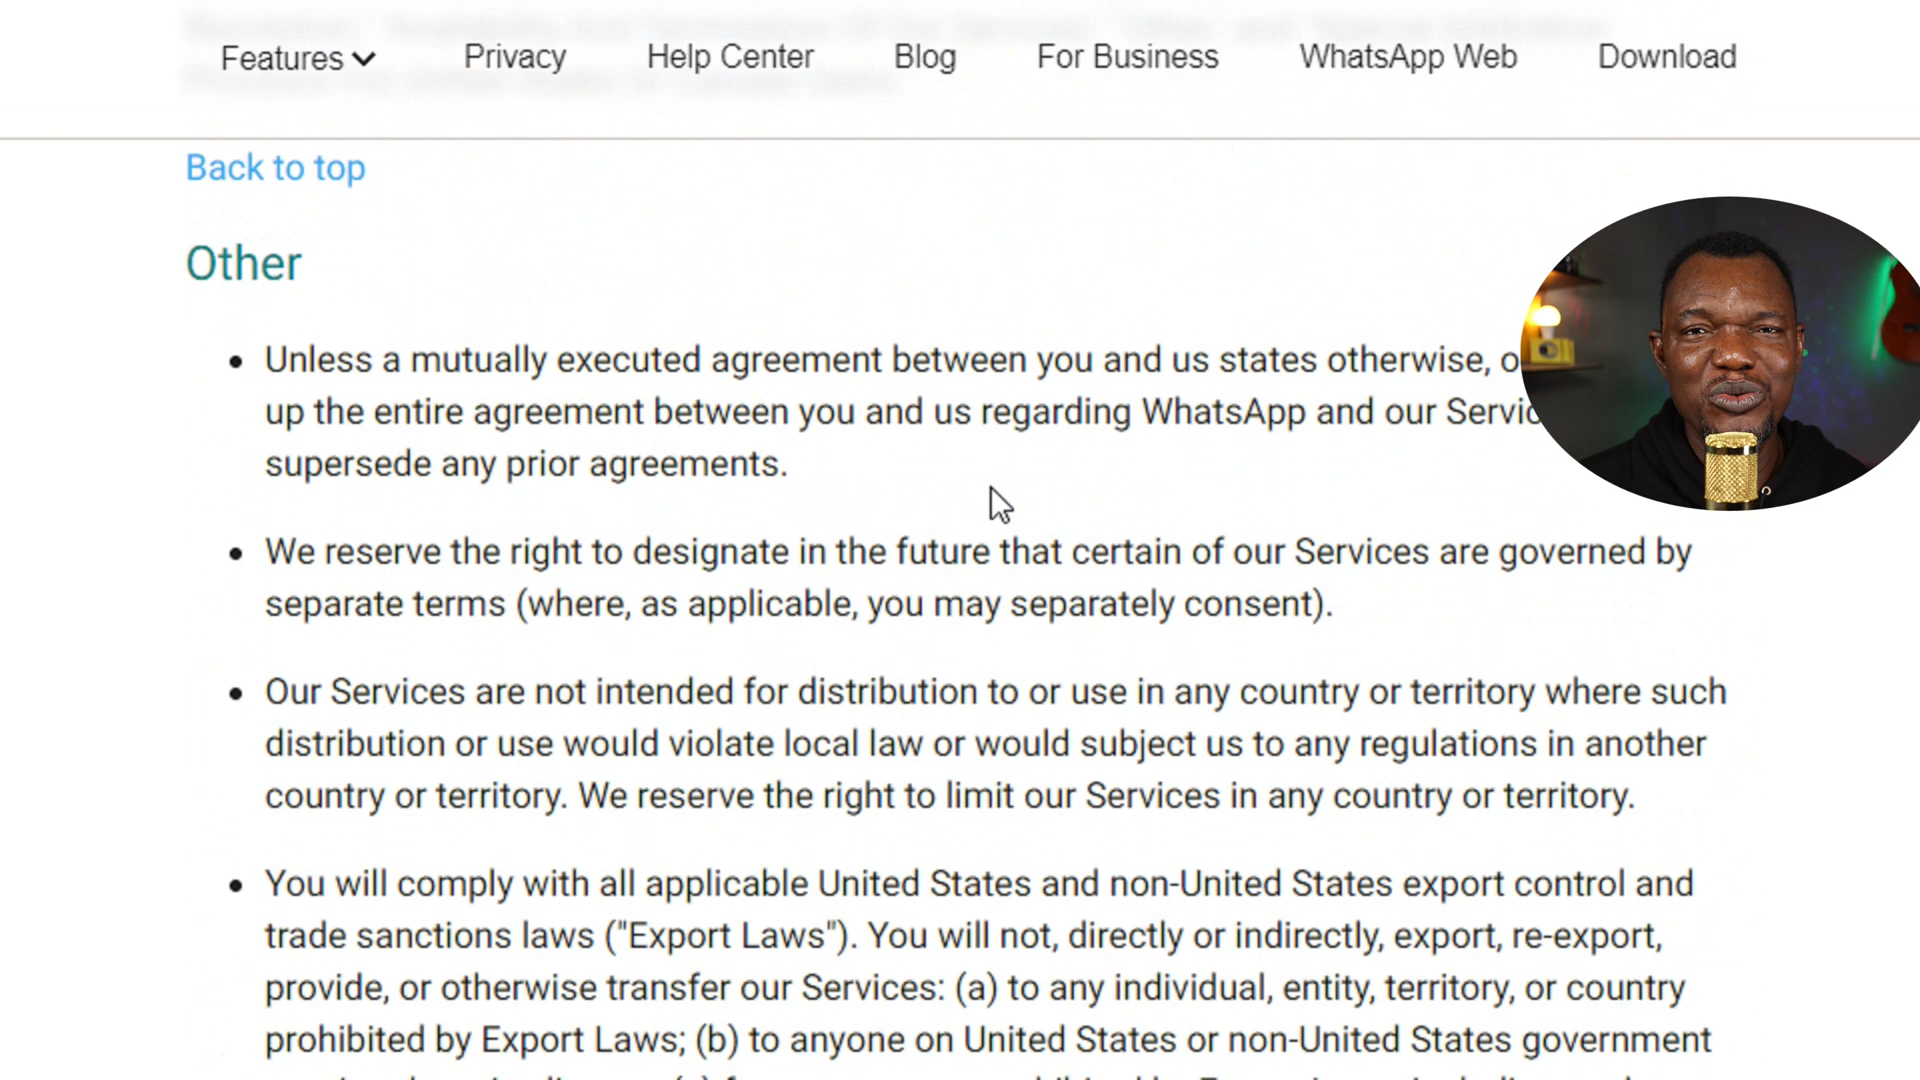 Features Privacy Help Center Blog For Business WhatsApp Web Download
Back to top
Other
• Unless a mutually executed agreement between you and us states otherwise,
up the entire agreement between you and us regarding WhatsApp and our
supersede any prior agreements.
• We reserve the right to designate in the future that certain of our Services are governed by
separate terms (where, as applicable, you may separately consent).
• Our Services are not intended for distribution to or use in any country or territory where such
distribution or use would violate local law or would subject us to any regulations in another
country or territory. We reserve the right to limit our Services in any country or territory.
• You will comply with all applicable United States and non-United States export control and
trade sanctions laws ("Export Laws"). You will not, directly or indirectly, export, re-export,
provide, or otherwise transfer our Services: (a) to any individual, entity, territory, or country
prohibited by Export Laws; (b) to anyone on United States or non-United States government